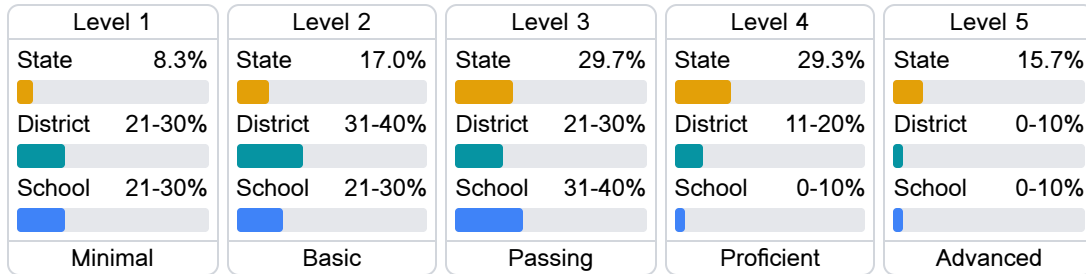 Level 1
State 8.3%
District 21-30%
School 21-30%
Minimal
Level 2
State 17.0%
District 31-40%
School 21-30%
Basic
Level 3
State 29.7%
District 21-30%
School 31-40%
Passing
Level 4
State 29.3%
District 11-20%
School 0-10%
Proficient
Level 5
State 15.7%
District 0-10%
School 0-10%
Advanced